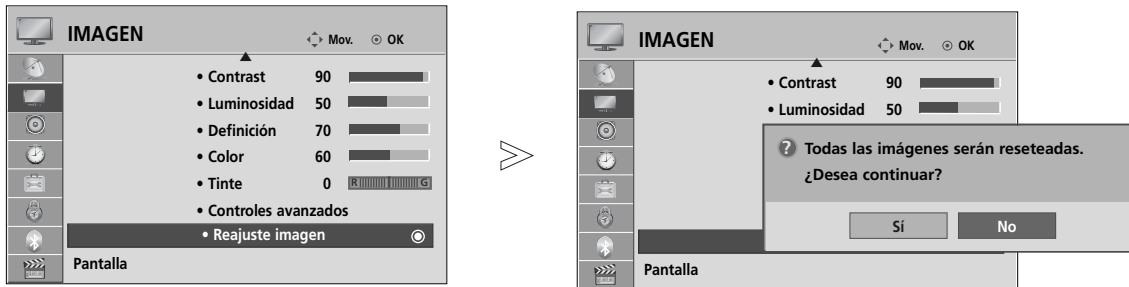 IMAGEN
Mov. OK
• Contrast 90
• Luminosidad 50
• Definición 70
• Color 60
• Tinte 0 R G
• Controles avanzados
• Reajuste imagen
Pantalla
IMAGEN
Mov. OK
• Contrast 90
• Luminosidad 50
? Todas las imágenes serán reseteadas.
¿Desea continuar?
Sí No
Pantalla